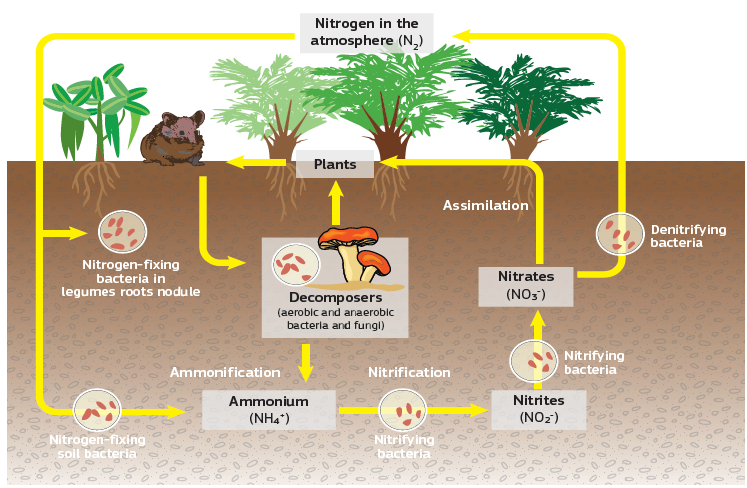 Nitrogen in the
atmosphere (N₂)
Plants
Assimilation
Denitrifying
bacteria
Nitrogen-fixing
bacteria in
legumes roots nodule
Nitrates
(NO₃⁻)
Decomposers
(aerobic and anaerobic
bacteria and fungi)
Nitrifying
bacteria
Ammonification
Nitrification
Ammonium
(NH₄⁺)
Nitrites
(NO₂⁻)
Nitrogen-fixing
soil bacteria
Nitrifying
bacteria